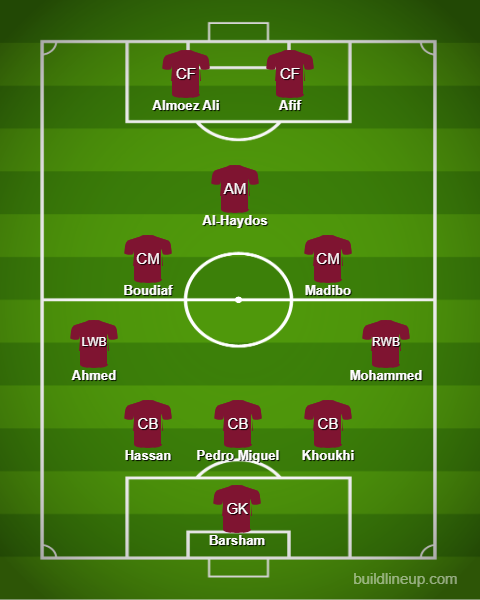 CF
CF
Almoez Ali
Afif
AM
Al-Haydos
CM
CM
Boudiaf
Madibo
LWB
RWB
Ahmed
Mohammed
CB
CB
CB
Hassan
Pedro Miguel
Khoukhi
GK
Barsham
buildlineup.com